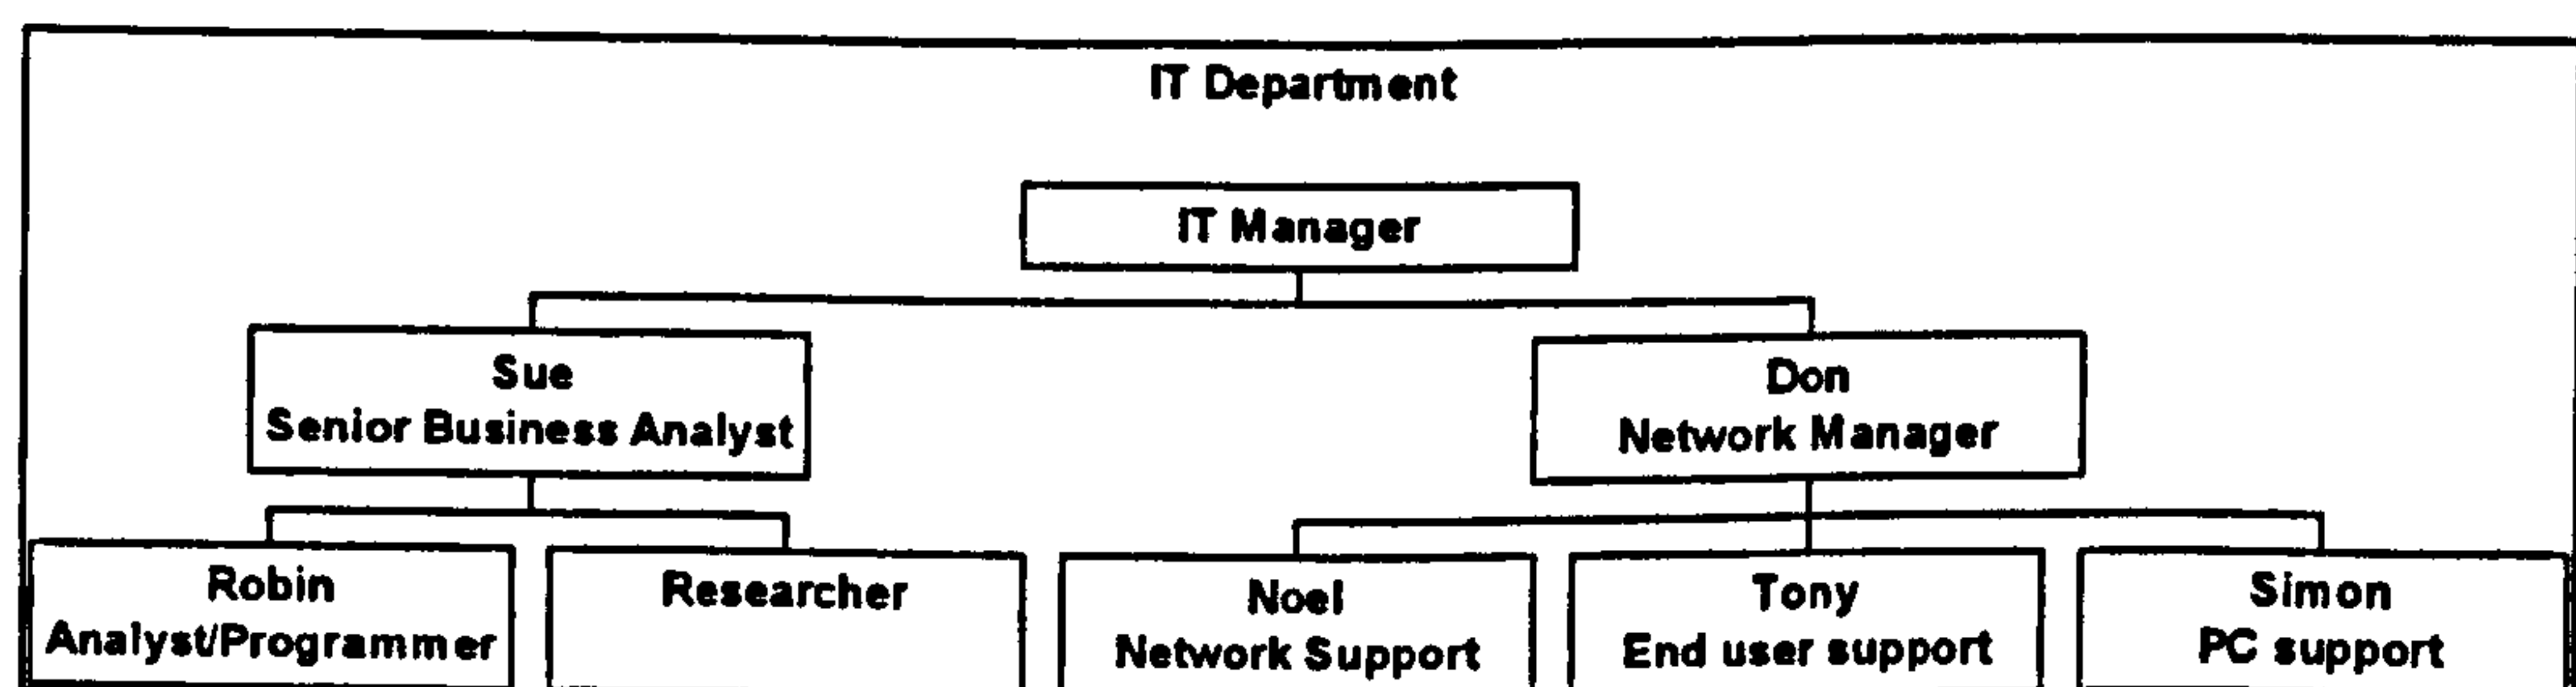 IT Department
IT Manager
Sue
Senior Business Analyst
Don
Network Manager
Robin
Analyst/Programmer
Researcher
Noel
Network Support
Tony
End user support
Simon
PC support